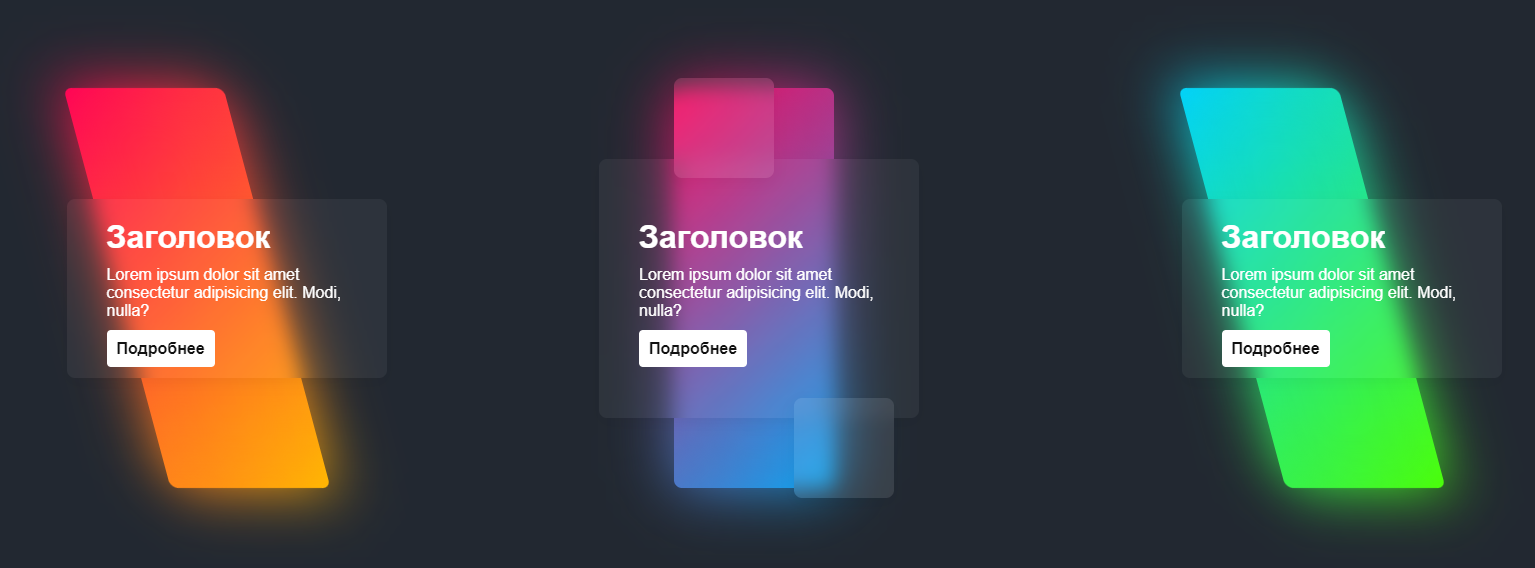 Заголовок
Lorem ipsum dolor sit amet
consectetur adipisicing elit. Modi,
nulla?
Подробнее
Заголовок
Lorem ipsum dolor sit amet
consectetur adipisicing elit. Modi,
nulla?
Подробнее
Заголовок
Lorem ipsum dolor sit amet
consectetur adipisicing elit. Modi,
nulla?
Подробнее